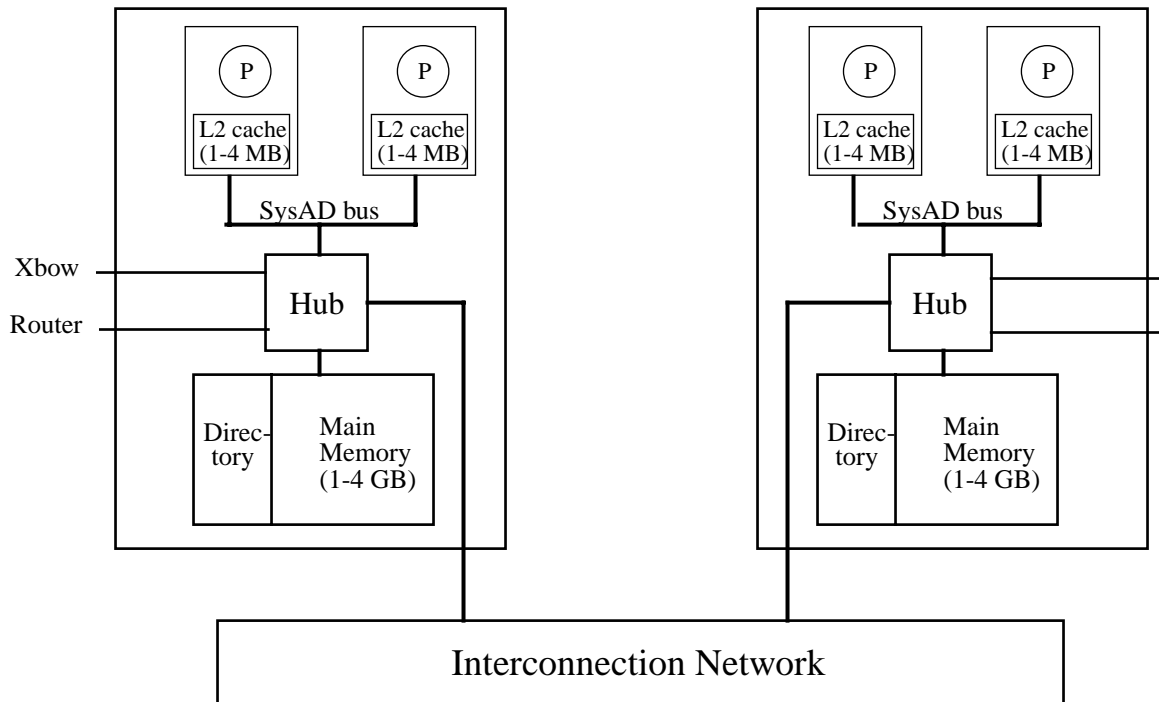 P
P
L2 cache
(1-4 MB)
L2 cache
(1-4 MB)
SysAD bus
Xbow
Router
Hub
Direc-
tory
Main
Memory
(1-4 GB)
P
P
L2 cache
(1-4 MB)
L2 cache
(1-4 MB)
SysAD bus
Hub
Direc-
tory
Main
Memory
(1-4 GB)
Interconnection Network